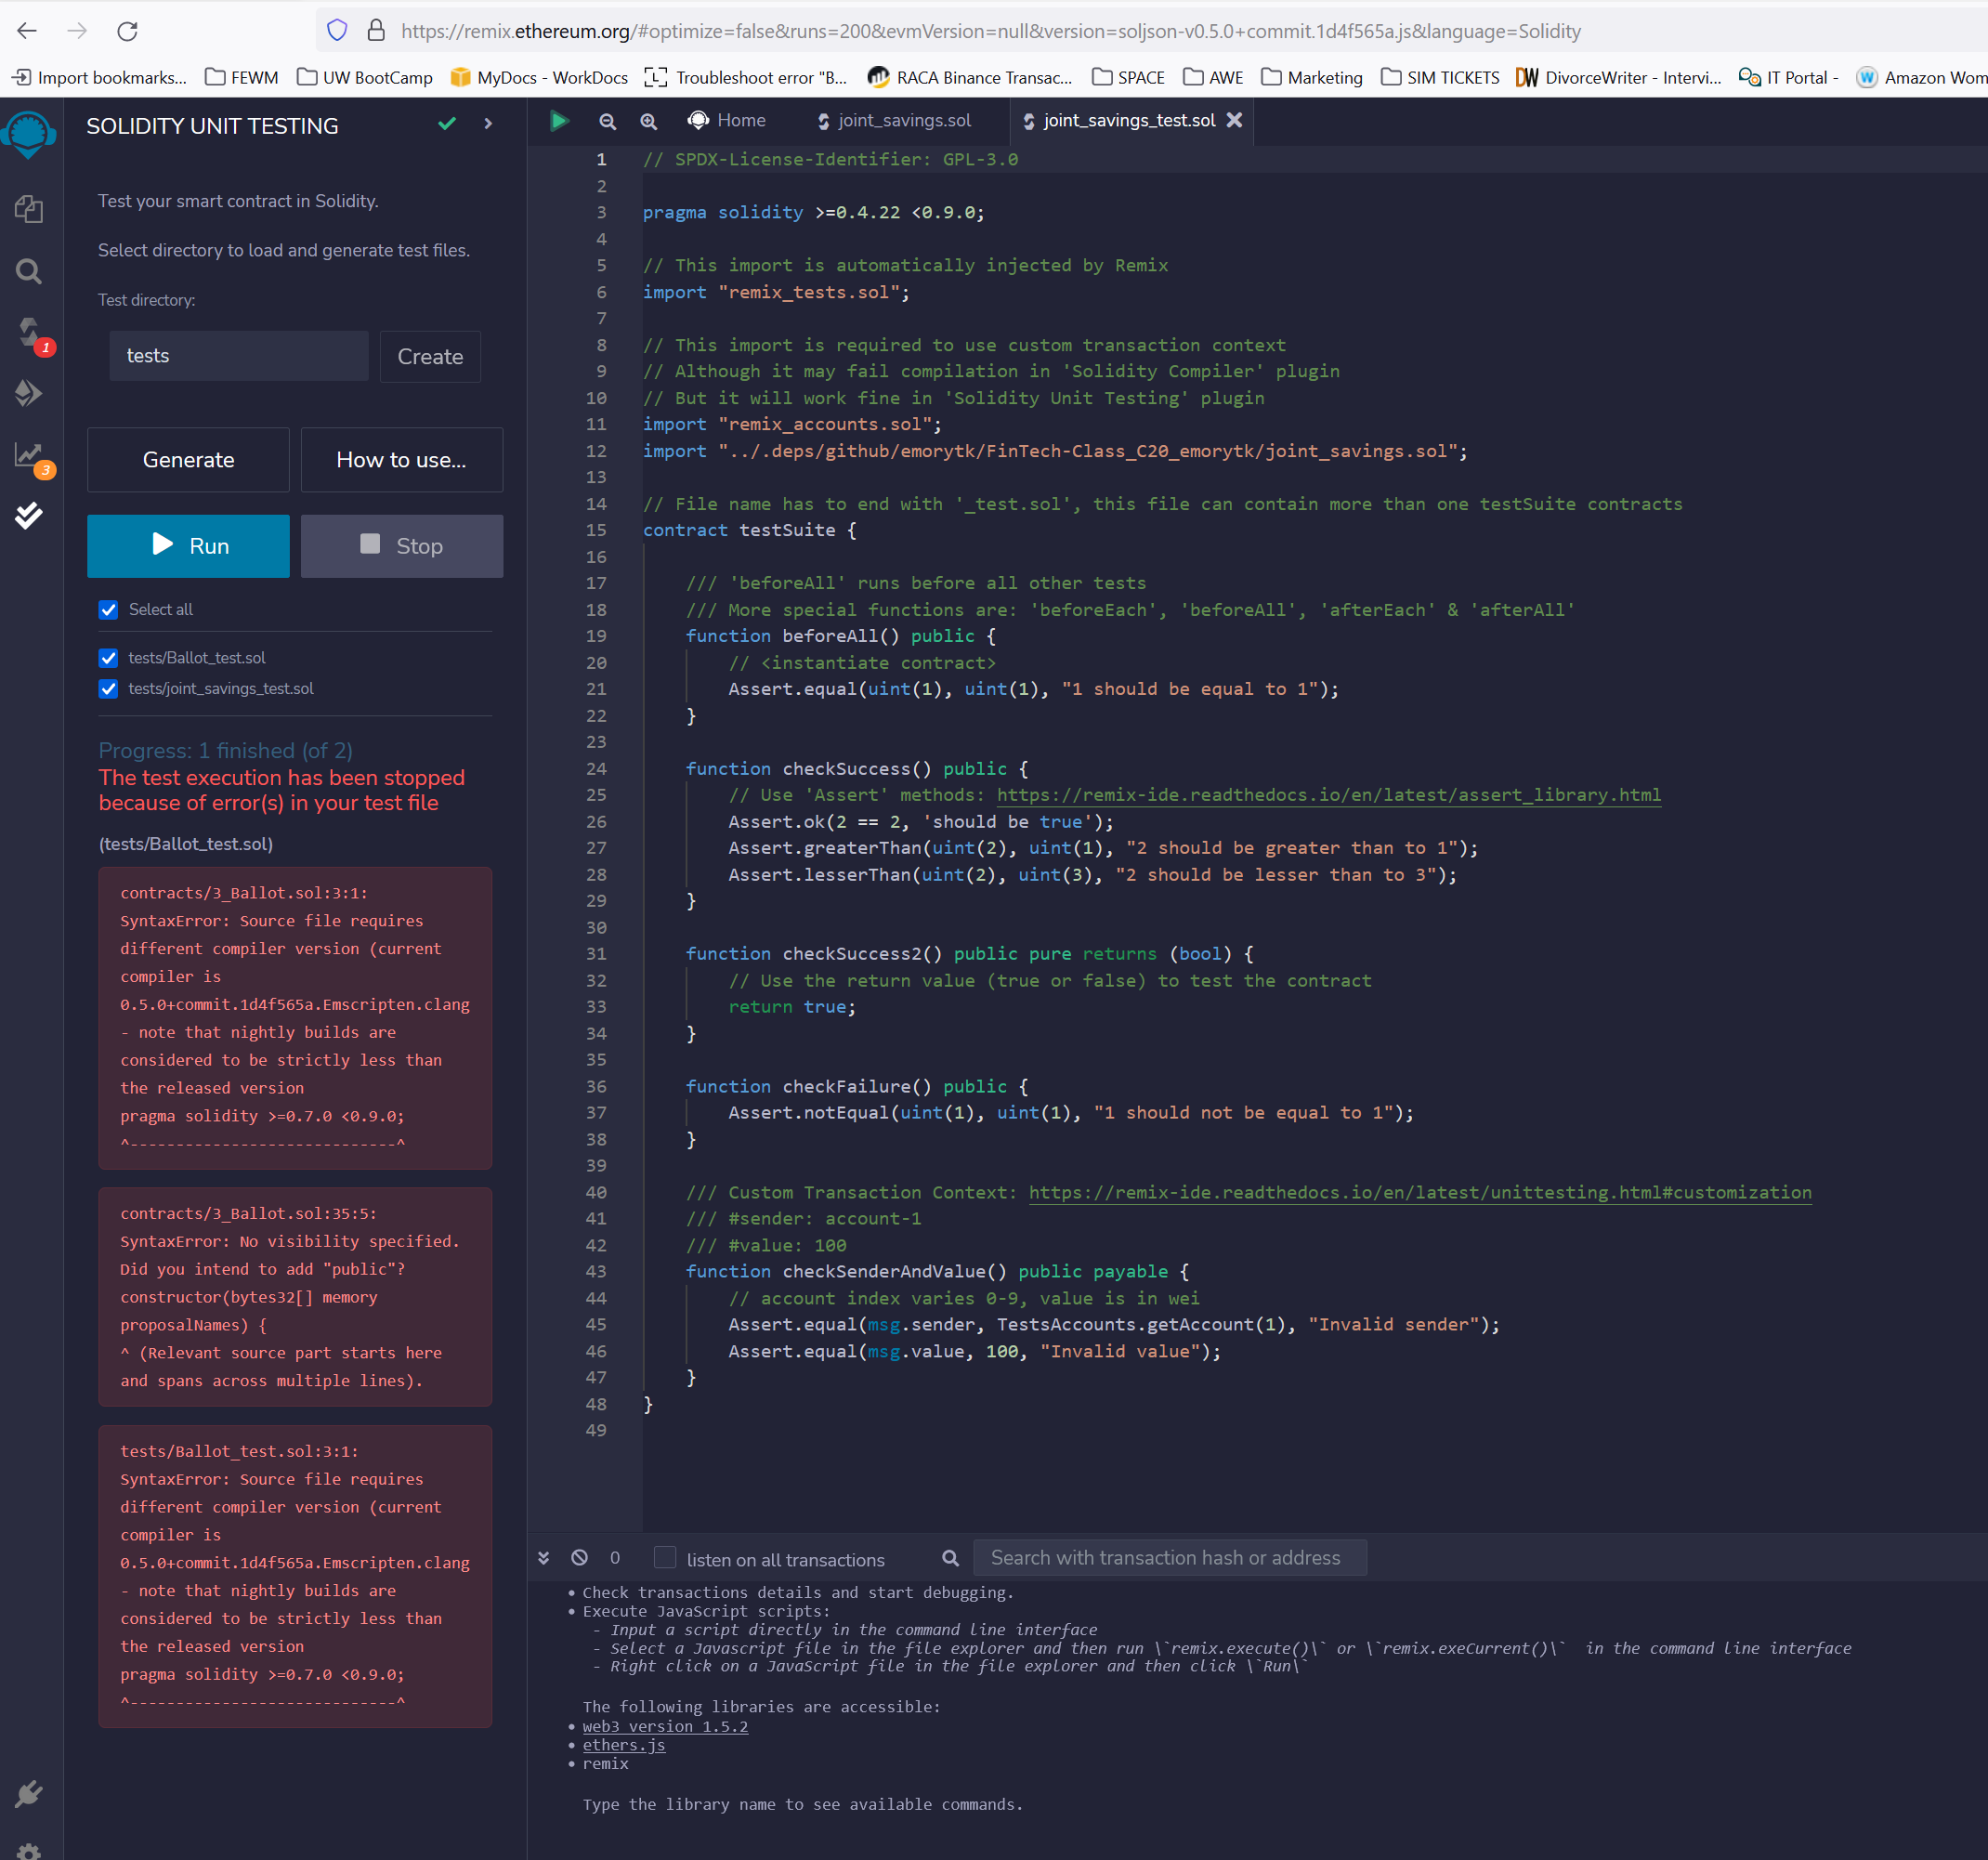 https://remix.ethereum.org/#optimize=false&runs=200&evmVersion=null&version=soljson-v0.5.0+commit.1d4f565a.js&language=Solidity
Import bookmarks... FEWM UW BootCamp MyDocs - WorkDocs Troubleshoot error "B... RACA Binance Transac... SPACE AWE Marketing SIM TICKETS DW DivorceWriter - Intervi... IT Portal - W Amazon Wom
SOLIDITY UNIT TESTING
Test your smart contract in Solidity.
Select directory to load and generate test files.
Test directory:
tests Create
1
3
Generate How to use...
Run Stop
Select all
tests/Ballot_test.sol
tests/joint_savings_test.sol
Progress: 1 finished (of 2)
The test execution has been stopped
because of error(s) in your test file
(tests/Ballot_test.sol)
contracts/3_Ballot.sol:3:1:
SyntaxError: Source file requires
different compiler version (current
compiler is
0.5.0+commit.1d4f565a.Emscripten.clang
- note that nightly builds are
considered to be strictly less than
the released version
pragma solidity >=0.7.0 <0.9.0;
^-----------------------------^
contracts/3_Ballot.sol:35:5:
SyntaxError: No visibility specified.
Did you intend to add "public"?
constructor(bytes32[] memory
proposalNames) {
^ (Relevant source part starts here
and spans across multiple lines).
tests/Ballot_test.sol:3:1:
SyntaxError: Source file requires
different compiler version (current
compiler is
0.5.0+commit.1d4f565a.Emscripten.clang
- note that nightly builds are
considered to be strictly less than
the released version
pragma solidity >=0.7.0 <0.9.0;
^-----------------------------^
Home joint_savings.sol joint_savings_test.sol
1 // SPDX-License-Identifier: GPL-3.0
2
3 pragma solidity >=0.4.22 <0.9.0;
4
5 // This import is automatically injected by Remix
6 import "remix_tests.sol";
7
8 // This import is required to use custom transaction context
9 // Although it may fail compilation in 'Solidity Compiler' plugin
10 // But it will work fine in 'Solidity Unit Testing' plugin
11 import "remix_accounts.sol";
12 import "../.deps/github/emorytk/FinTech-Class_C20_emorytk/joint_savings.sol";
13
14 // File name has to end with '_test.sol', this file can contain more than one testSuite contracts
15 contract testSuite {
16
17 /// 'beforeAll' runs before all other tests
18 /// More special functions are: 'beforeEach', 'beforeAll', 'afterEach' & 'afterAll'
19 function beforeAll() public {
20 // <instantiate contract>
21 Assert.equal(uint(1), uint(1), "1 should be equal to 1");
22 }
23
24 function checkSuccess() public {
25 // Use 'Assert' methods: https://remix-ide.readthedocs.io/en/latest/assert_library.html
26 Assert.ok(2 == 2, 'should be true');
27 Assert.greaterThan(uint(2), uint(1), "2 should be greater than to 1");
28 Assert.lesserThan(uint(2), uint(3), "2 should be lesser than to 3");
29 }
30
31 function checkSuccess2() public pure returns (bool) {
32 // Use the return value (true or false) to test the contract
33 return true;
34 }
35
36 function checkFailure() public {
37 Assert.notEqual(uint(1), uint(1), "1 should not be equal to 1");
38 }
39
40 /// Custom Transaction Context: https://remix-ide.readthedocs.io/en/latest/unittesting.html#customization
41 /// #sender: account-1
42 /// #value: 100
43 function checkSenderAndValue() public payable {
44 // account index varies 0-9, value is in wei
45 Assert.equal(msg.sender, TestsAccounts.getAccount(1), "Invalid sender");
46 Assert.equal(msg.value, 100, "Invalid value");
47 }
48 }
49
0 listen on all transactions Search with transaction hash or address
• Check transactions details and start debugging.
• Execute JavaScript scripts:
- Input a script directly in the command line interface
- Select a Javascript file in the file explorer and then run \`remix.execute()\` or \`remix.exeCurrent()\` in the command line interface
- Right click on a JavaScript file in the file explorer and then click \`Run\`
The following libraries are accessible:
• web3 version 1.5.2
• ethers.js
• remix
Type the library name to see available commands.